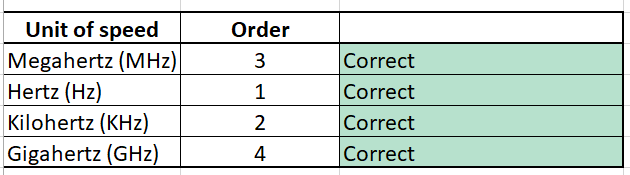 Unit of speed Order
Megahertz (MHz) 3 Correct
Hertz (Hz) 1 Correct
Kilohertz (KHz) 2 Correct
Gigahertz (GHz) 4 Correct